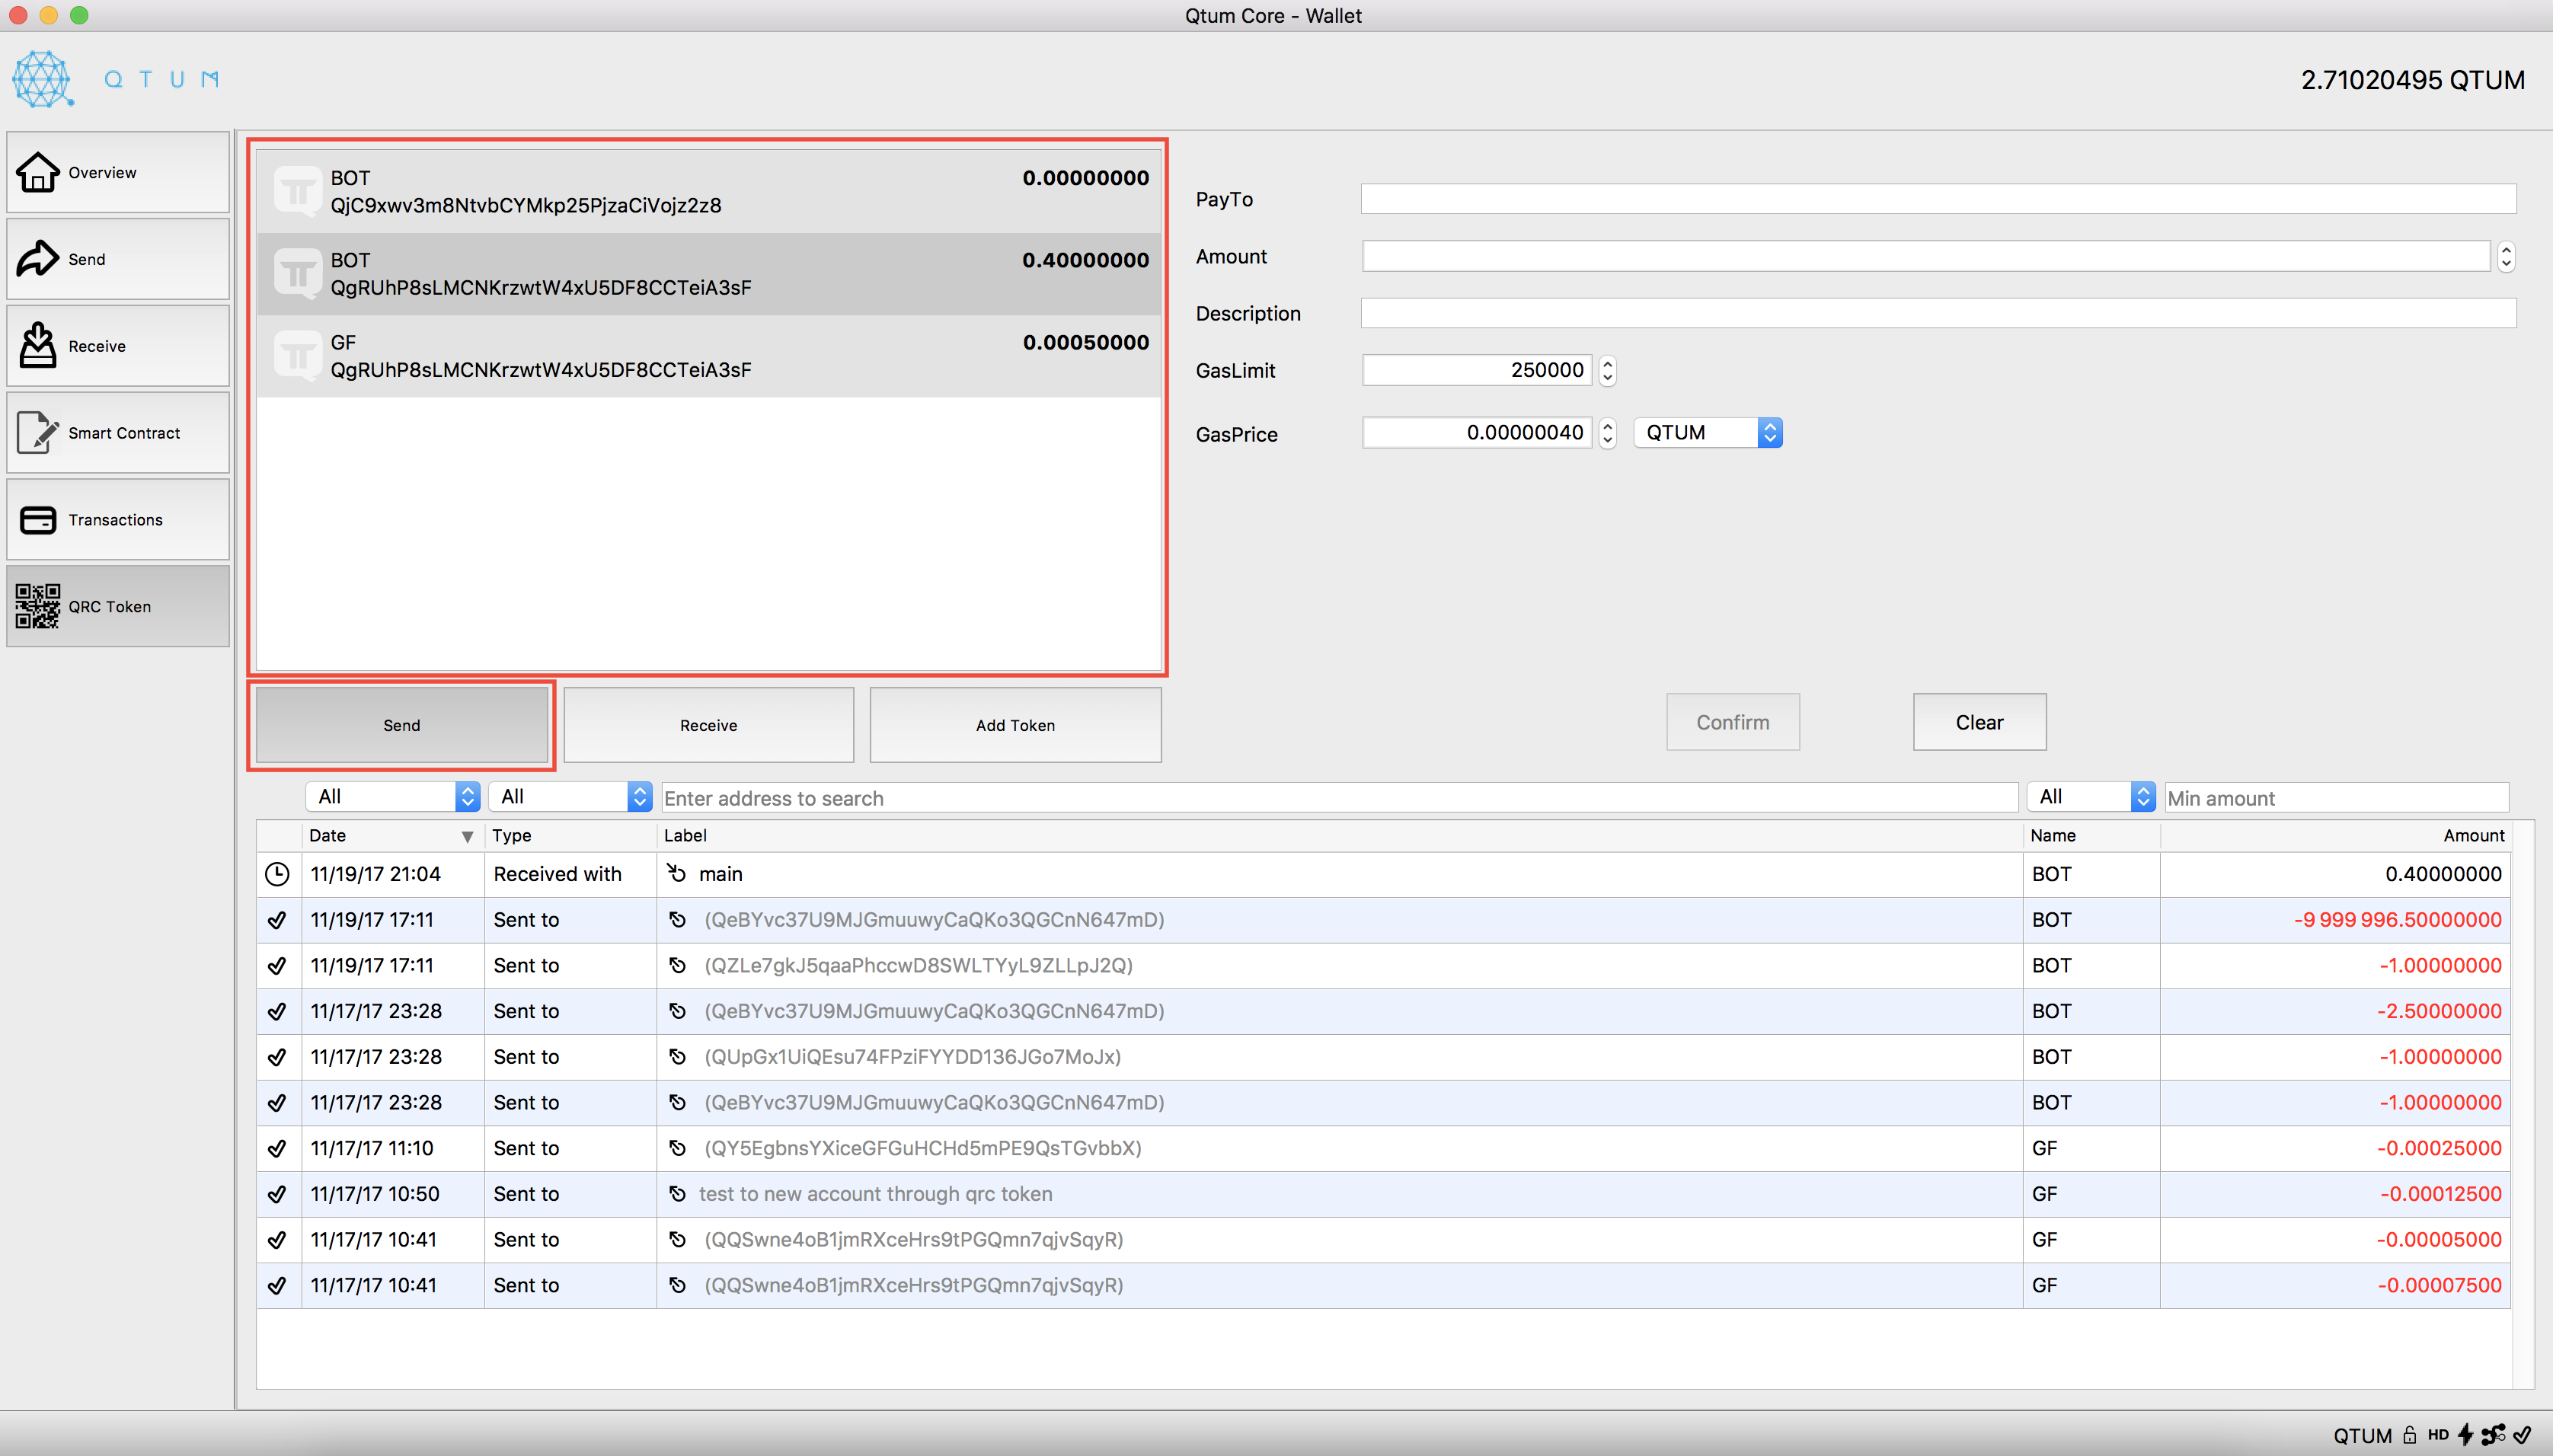 Qtum Core - Wallet
QTUM
2.71020495 QTUM
Overview
Send
Receive
Smart Contract
Transactions
QRC Token
BOT 0.00000000
QjC9xwv3m8NtvbCYMkp25PjzaCiVojz2z8
BOT 0.40000000
QgRUhP8sLMCNKrzwtW4xU5DF8CCTeiA3sF
GF 0.00050000
QgRUhP8sLMCNKrzwtW4xU5DF8CCTeiA3sF
PayTo
Amount
Description
GasLimit 250000
GasPrice 0.00000040 QTUM
Send Receive Add Token
Confirm Clear
All All Enter address to search All Min amount
Date Type Label Name Amount
11/19/17 21:04 Received with main BOT 0.40000000
11/19/17 17:11 Sent to (QeBYvc37U9MJGmuuwyCaQKo3QGCnN647mD) BOT -9 999 996.50000000
11/19/17 17:11 Sent to (QZLe7gkJ5qaaPhccwD8SWLTYyL9ZLLpJ2Q) BOT -1.00000000
11/17/17 23:28 Sent to (QeBYvc37U9MJGmuuwyCaQKo3QGCnN647mD) BOT -2.50000000
11/17/17 23:28 Sent to (QUpGx1UiQEsu74FPziFYYDD136JGo7MoJx) BOT -1.00000000
11/17/17 23:28 Sent to (QeBYvc37U9MJGmuuwyCaQKo3QGCnN647mD) BOT -1.00000000
11/17/17 11:10 Sent to (QY5EgbnsYXiceGFGuHCHd5mPE9QsTGvbbX) GF -0.00025000
11/17/17 10:50 Sent to test to new account through qrc token GF -0.00012500
11/17/17 10:41 Sent to (QQSwne4oB1jmRXceHrs9tPGQmn7qjvSqyR) GF -0.00005000
11/17/17 10:41 Sent to (QQSwne4oB1jmRXceHrs9tPGQmn7qjvSqyR) GF -0.00007500
QTUM HD